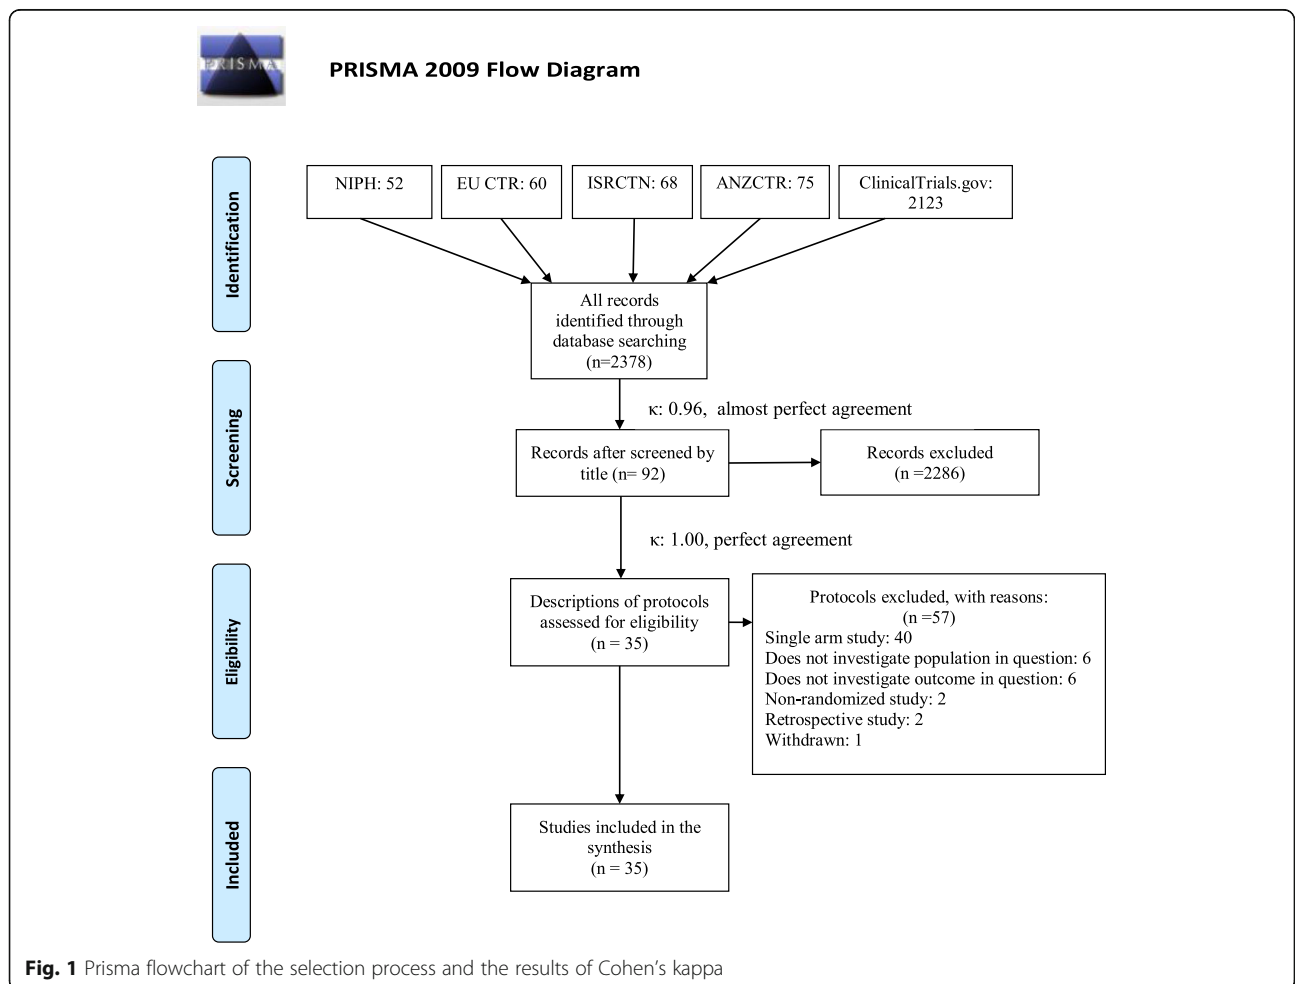 PRISMA
PRISMA 2009 Flow Diagram
Identification
NIPH: 52
EU CTR: 60
ISRCTN: 68
ANZCTR: 75
ClinicalTrials.gov:
2123
All records
identified through
database searching
(n=2378)
Screening
κ: 0.96, almost perfect agreement
Records after screened by
title (n= 92)
Records excluded
(n =2286)
κ: 1.00, perfect agreement
Eligibility
Descriptions of protocols
assessed for eligibility
(n = 35)
Protocols excluded, with reasons:
(n =57)
Single arm study: 40
Does not investigate population in question: 6
Does not investigate outcome in question: 6
Non-randomized study: 2
Retrospective study: 2
Withdrawn: 1
Included
Studies included in the
synthesis
(n = 35)
Fig. 1 Prisma flowchart of the selection process and the results of Cohen's kappa